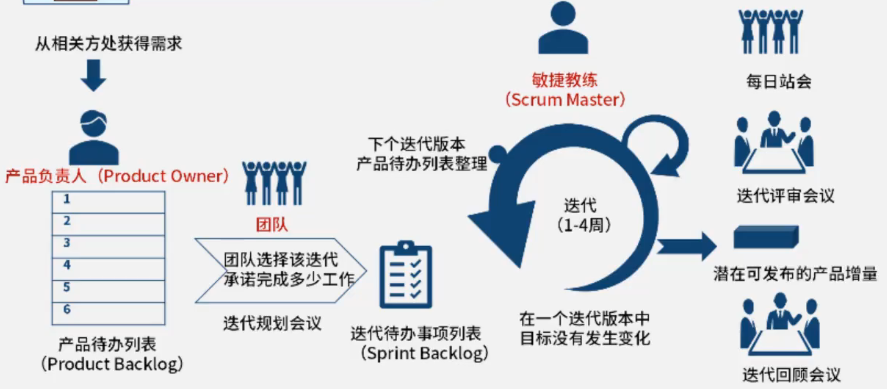 从相关方处获得需求
产品负责人（Product Owner）
1
2
3
4
5
6
产品待办列表
（Product Backlog）
团队
团队选择该迭代
承诺完成多少工作
迭代规划会议
迭代待办事项列表
（Sprint Backlog）
敏捷教练
（Scrum Master）
下个迭代版本
产品待办列表整理
迭代
（1-4周）
在一个迭代版本中
目标没有发生变化
每日站会
迭代评审会议
潜在可发布的产品增量
迭代回顾会议